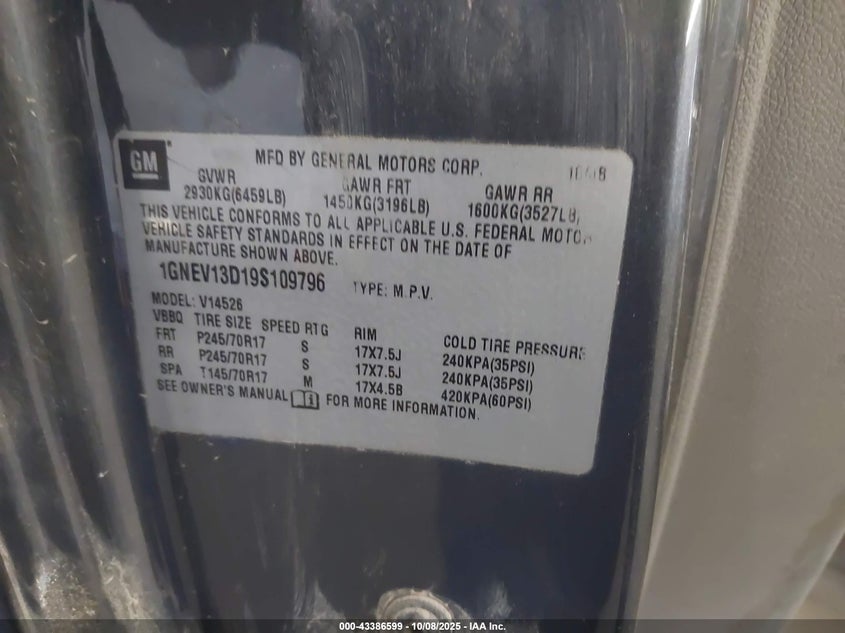 GM
MFD BY GENERAL MOTORS CORP.
GVWR GAWR FRT GAWR RR
2930KG(6459LB) 1450KG(3196LB) 1600KG(3527LB)
THIS VEHICLE CONFORMS TO ALL APPLICABLE U.S. FEDERAL MOTOR
VEHICLE SAFETY STANDARDS IN EFFECT ON THE DATE OF
MANUFACTURE SHOWN ABOVE.
1GNEV13D19S109796 TYPE: M.P.V.
MODEL: V14526
VBBQ TIRE SIZE SPEED RTG RIM COLD TIRE PRESSURE
FRT P245/70R17 S 17X7.5J 240KPA(35PSI)
RR P245/70R17 S 17X7.5J 240KPA(35PSI)
SPA T145/70R17 M 17X4.5B 420KPA(60PSI)
SEE OWNER'S MANUAL FOR MORE INFORMATION.
000-43386599 - 10/08/2025 - IAA Inc.